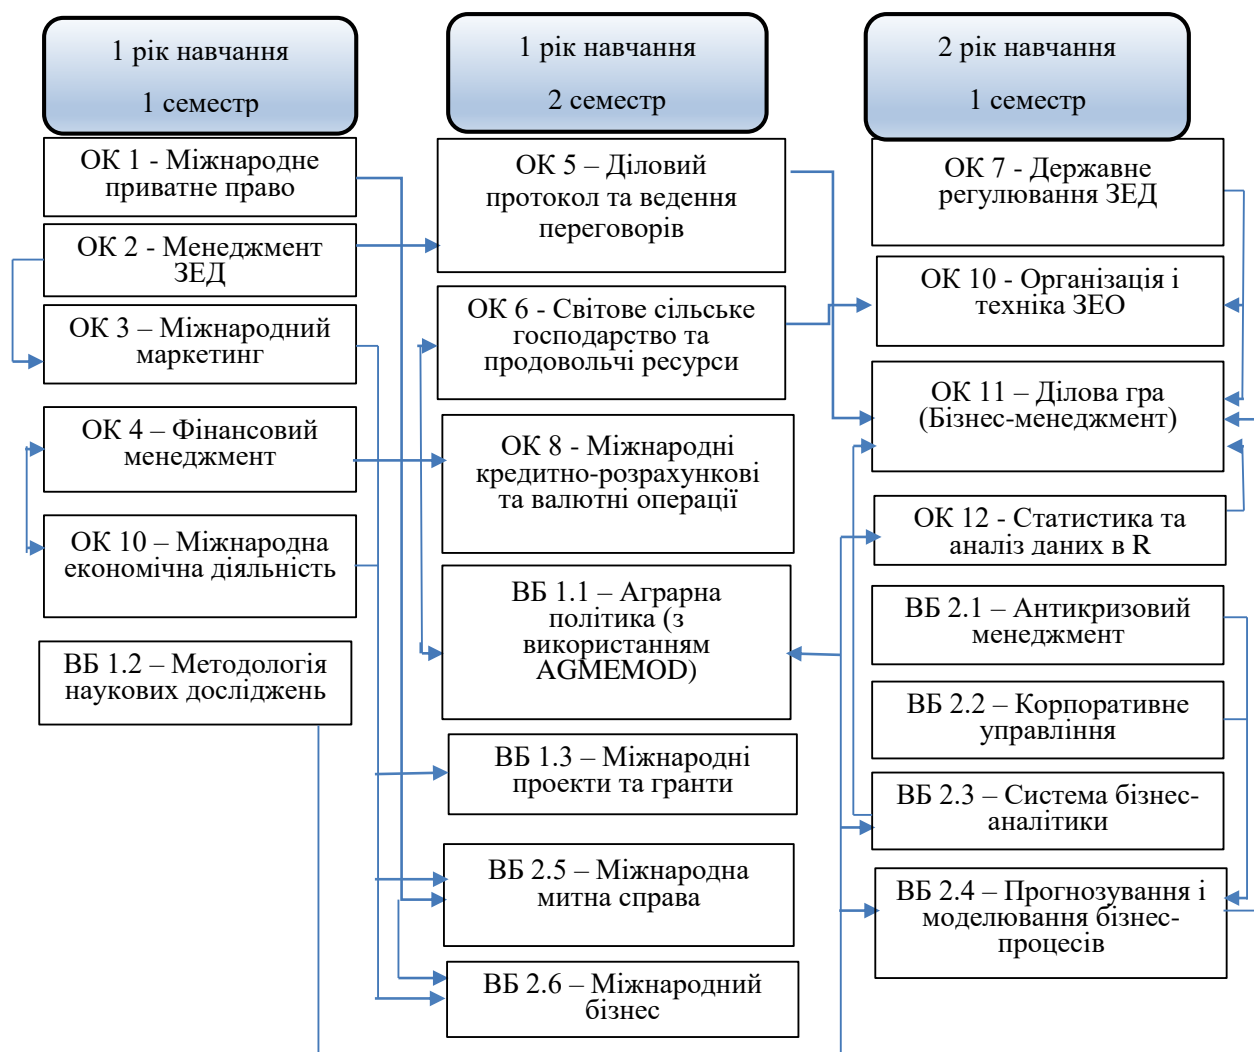 1 рік навчання
1 семестр
ОК 1 - Міжнародне
приватне право
ОК 2 - Менеджмент
ЗЕД
ОК 3 – Міжнародний
маркетинг
ОК 4 – Фінансовий
менеджмент
ОК 10 – Міжнародна
економічна діяльність
ВБ 1.2 – Методологія
наукових досліджень
1 рік навчання
2 семестр
ОК 5 – Діловий
протокол та ведення
переговорів
ОК 6 - Світове сільське
господарство та
продовольчі ресурси
ОК 8 - Міжнародні
кредитно-розрахункові
та валютні операції
ВБ 1.1 – Аграрна
політика (з
використанням
AGMEMOD)
ВБ 1.3 – Міжнародні
проекти та гранти
ВБ 2.5 – Міжнародна
митна справа
ВБ 2.6 – Міжнародний
бізнес
2 рік навчання
1 семестр
ОК 7 - Державне
регулювання ЗЕД
ОК 10 - Організація і
техніка ЗЕО
ОК 11 – Ділова гра
(Бізнес-менеджмент)
ОК 12 - Статистика та
аналіз даних в R
ВБ 2.1 – Антикризовий
менеджмент
ВБ 2.2 – Корпоративне
управління
ВБ 2.3 – Система бізнес-
аналітики
ВБ 2.4 – Прогнозування і
моделювання бізнес-
процесів